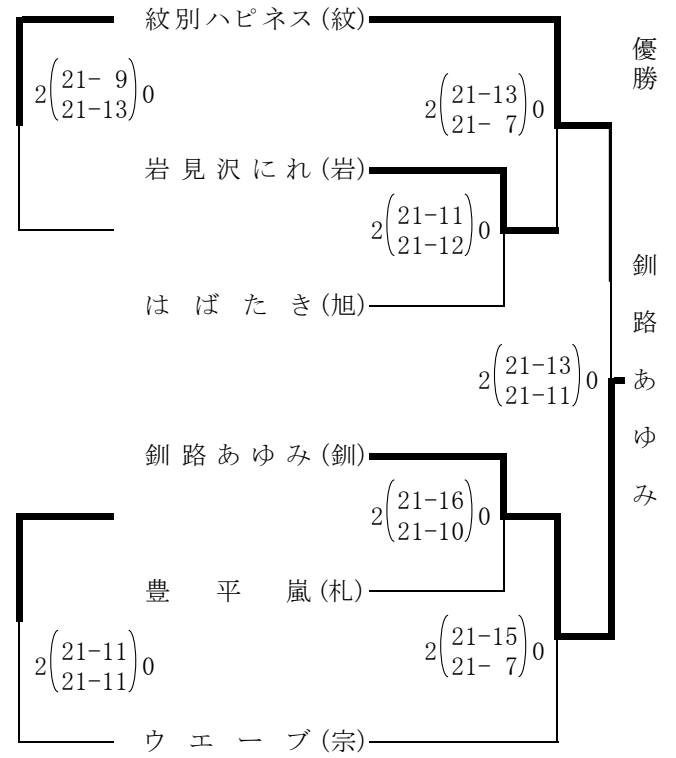 紋別ハピネス(紋)
優勝
2(21- 9 21-13)0
2(21-13 21- 7)0
岩見沢にれ(岩)
2(21-11 21-12)0
はばたき(旭)
釧路あゆみ
2(21-13 21-11)0
釧路あゆみ(釧)
2(21-16 21-10)0
豊平嵐(札)
2(21-11 21-11)0
2(21-15 21- 7)0
ウエーブ(宗)